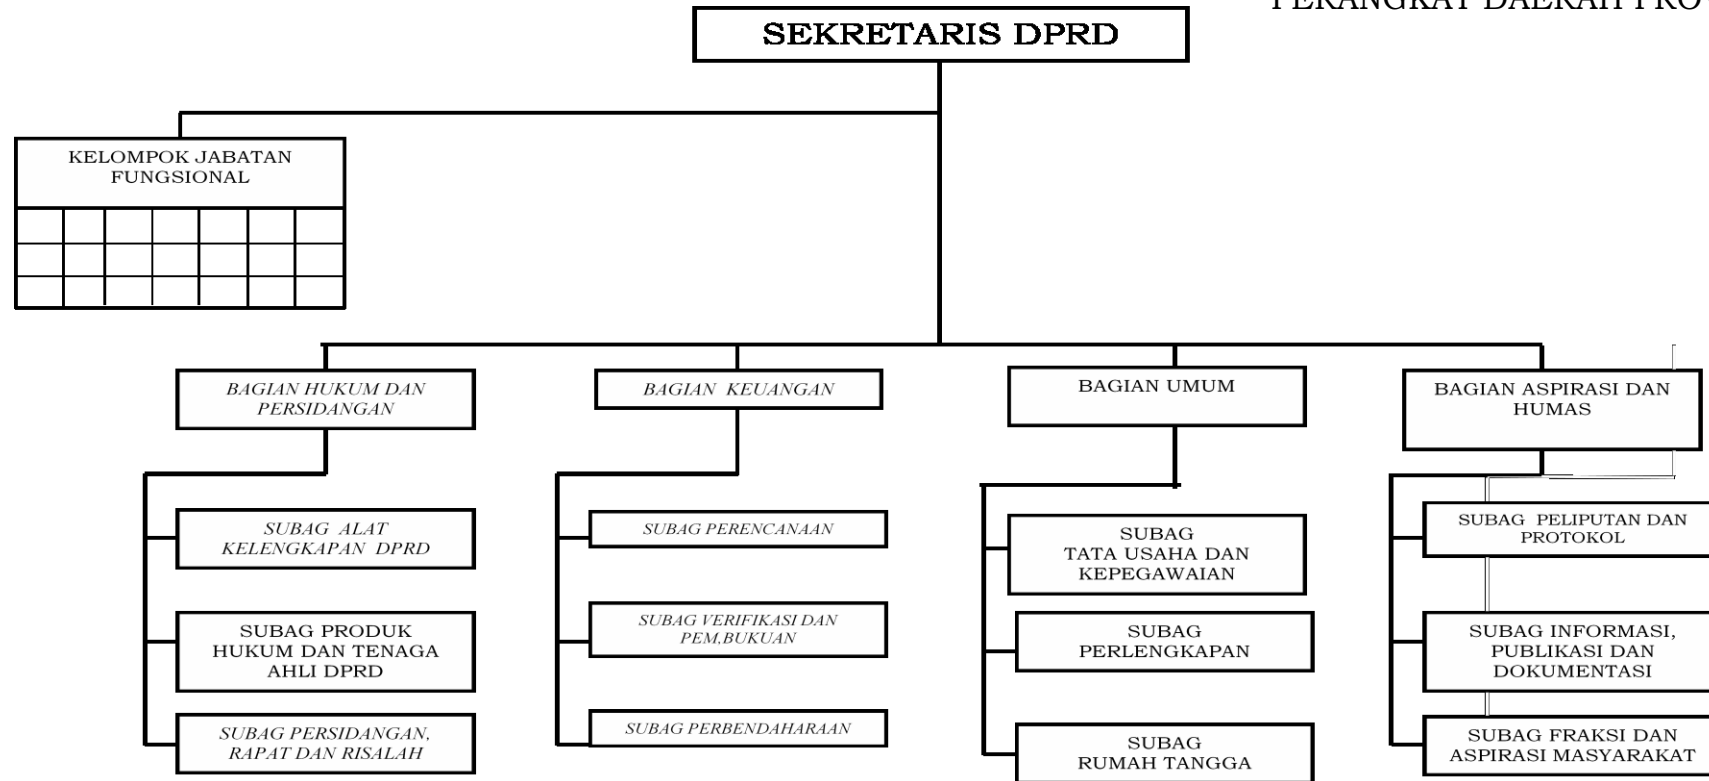 PERANGKAT DAERAH PRO
SEKRETARIS DPRD
KELOMPOK JABATAN
FUNGSIONAL
BAGIAN HUKUM DAN
PERSIDANGAN
SUBAG ALAT
KELENGKAPAN DPRD
SUBAG PRODUK
HUKUM DAN TENAGA
AHLI DPRD
SUBAG PERSIDANGAN,
RAPAT DAN RISALAH
BAGIAN KEUANGAN
SUBAG PERENCANAAN
SUBAG VERIFIKASI DAN
PEM,BUKUAN
SUBAG PERBENDAHARAAN
BAGIAN UMUM
SUBAG
TATA USAHA DAN
KEPEGAWAIAN
SUBAG
PERLENGKAPAN
SUBAG
RUMAH TANGGA
BAGIAN ASPIRASI DAN
HUMAS
SUBAG PELIPUTAN DAN
PROTOKOL
SUBAG INFORMASI,
PUBLIKASI DAN
DOKUMENTASI
SUBAG FRAKSI DAN
ASPIRASI MASYARAKAT